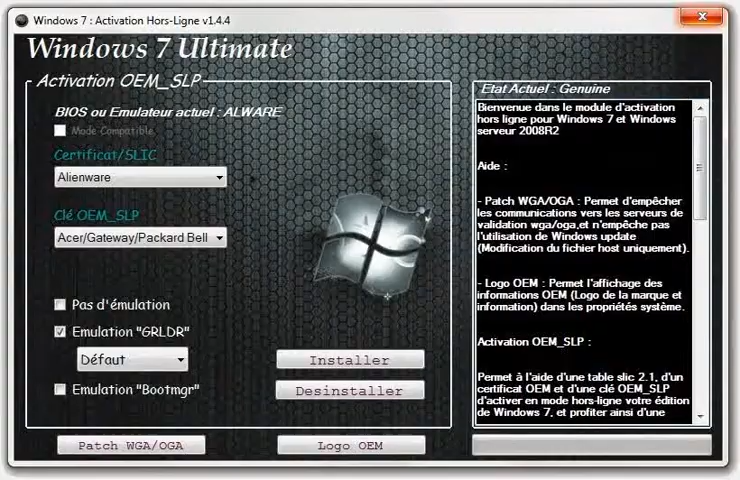 Windows 7 : Activation Hors-Ligne v1.4.4
Windows 7 Ultimate
Activation OEM_SLP
BIOS ou Emulateur actuel : ALWARE
Mode-Compatible
Certificat/SLIC
Alienware
Clé OEM_SLP
Acer/Gateway/Packard Bell
Pas d'émulation
Emulation "GRLDR"
Défaut
Emulation "Bootmgr"
Installer
Desinstaller
Patch WGA/OGA
Logo OEM
Etat Actuel : Genuine
Bienvenue dans le module d'activation
hors ligne pour Windows 7 et Windows
serveur 2008R2
Aide :
- Patch WGA/OGA : Permet d'empêcher
les communications vers les serveurs de
validation wga/oga,et n'empêche pas
l'utilisation de Windows update
(Modification du fichier host uniquement).
- Logo OEM : Permet l'affichage des
informations OEM (Logo de la marque et
information) dans les propriétés système.
Activation OEM_SLP :
Permet à l'aide d'une table slic 2.1, d'un
certificat OEM et d'une clé OEM_SLP
d'activer en mode hors-ligne votre édition
de Windows 7, et profiter ainsi d'une